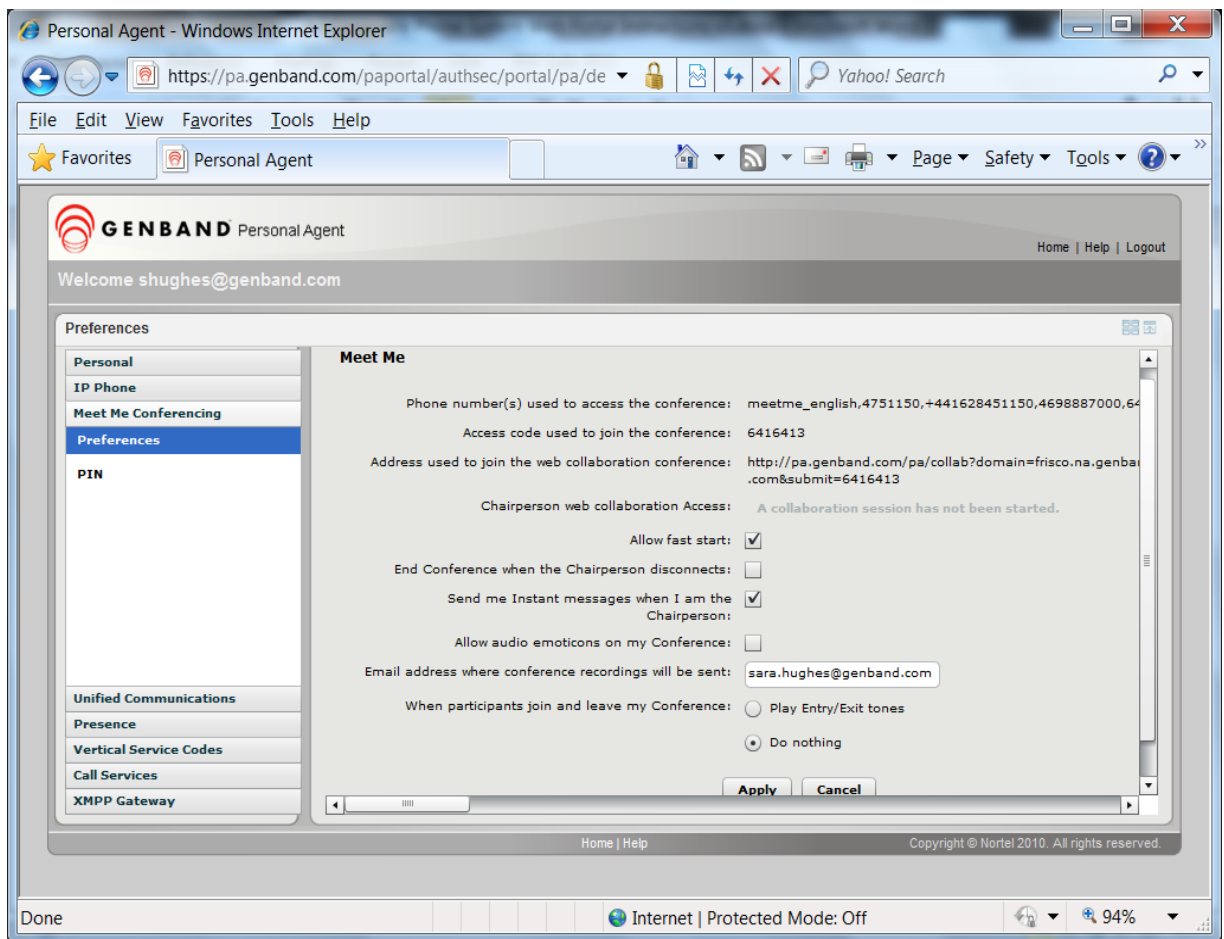 Personal Agent - Windows Internet Explorer
https://pa.genband.com/paportal/authsec/portal/pa/de
Yahoo! Search
File Edit View Favorites Tools Help
Favorites
Personal Agent
Page Safety Tools
GENBAND Personal Agent
Home | Help | Logout
Welcome shughes@genband.com
Preferences
Personal
IP Phone
Meet Me Conferencing
Preferences
PIN
Unified Communications
Presence
Vertical Service Codes
Call Services
XMPP Gateway
Meet Me
Phone number(s) used to access the conference: meetme_english,4751150,+441628451150,4698887000,64
Access code used to join the conference: 6416413
Address used to join the web collaboration conference: http://pa.genband.com/pa/collab?domain=frisco.na.genban
.com&submit=6416413
Chairperson web collaboration Access: A collaboration session has not been started.
Allow fast start:
End Conference when the Chairperson disconnects:
Send me Instant messages when I am the
Chairperson:
Allow audio emoticons on my Conference:
Email address where conference recordings will be sent: sara.hughes@genband.com
When participants join and leave my Conference: Play Entry/Exit tones
Do nothing
Apply Cancel
Home | Help
Copyright © Nortel 2010. All rights reserved.
Done
Internet | Protected Mode: Off
94%